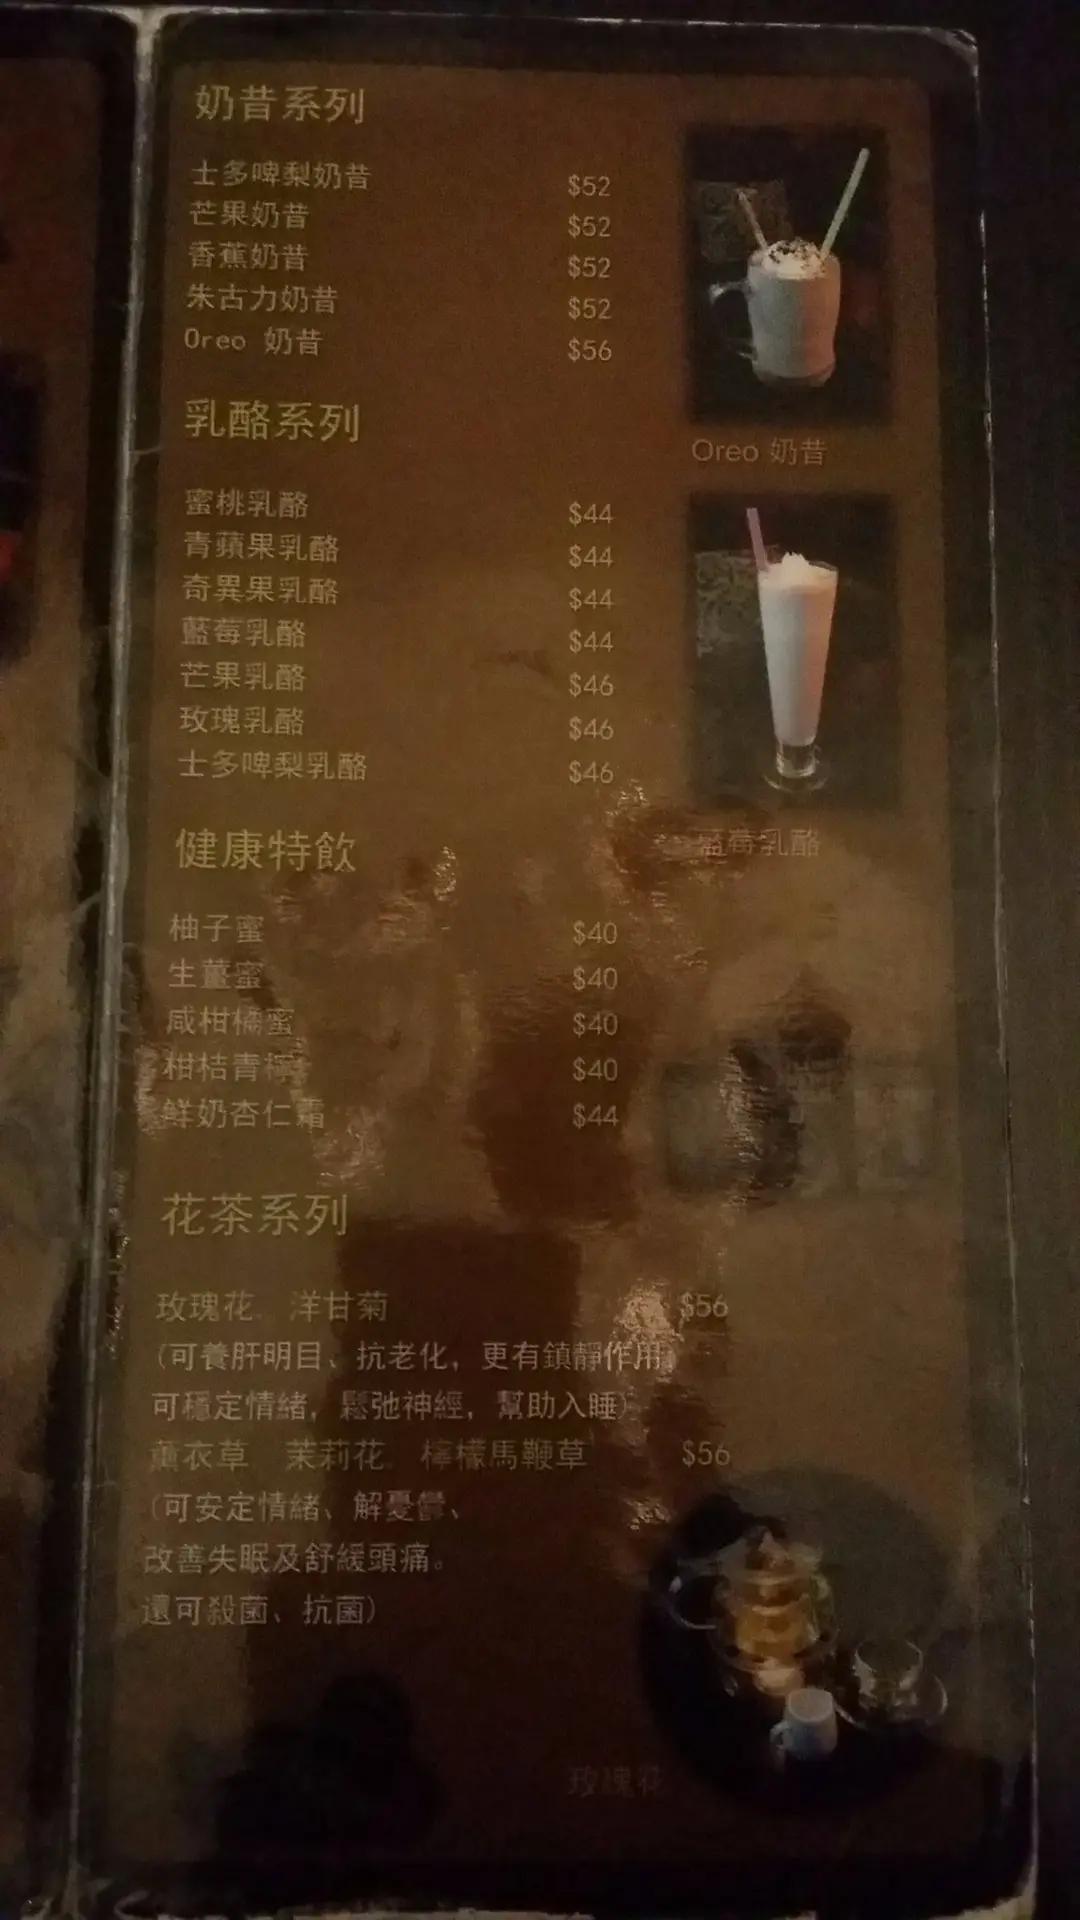 奶昔系列
士多啤梨奶昔 $52
芒果奶昔 $52
香蕉奶昔 $52
朱古力奶昔 $52
Oreo 奶昔 $56
Oreo 奶昔
乳酪系列
蜜桃乳酪 $44
青蘋果乳酪 $44
奇異果乳酪 $44
藍莓乳酪 $44
芒果乳酪 $46
玫瑰乳酪 $46
士多啤梨乳酪 $46
藍莓乳酪
健康特飲
柚子蜜 $40
生薑蜜 $40
咸柑橘蜜 $40
柑桔青檸 $40
鮮奶杏仁霜 $44
花茶系列
玫瑰花. 洋甘菊 $56
(可養肝明目、抗老化, 更有鎮靜作用,
可穩定情緒, 鬆弛神經, 幫助入睡)
薰衣草 茉莉花. 檸檬馬鞭草 $56
(可安定情緒、解憂鬱、
改善失眠及舒緩頭痛。
還可殺菌、抗菌)
玫瑰花